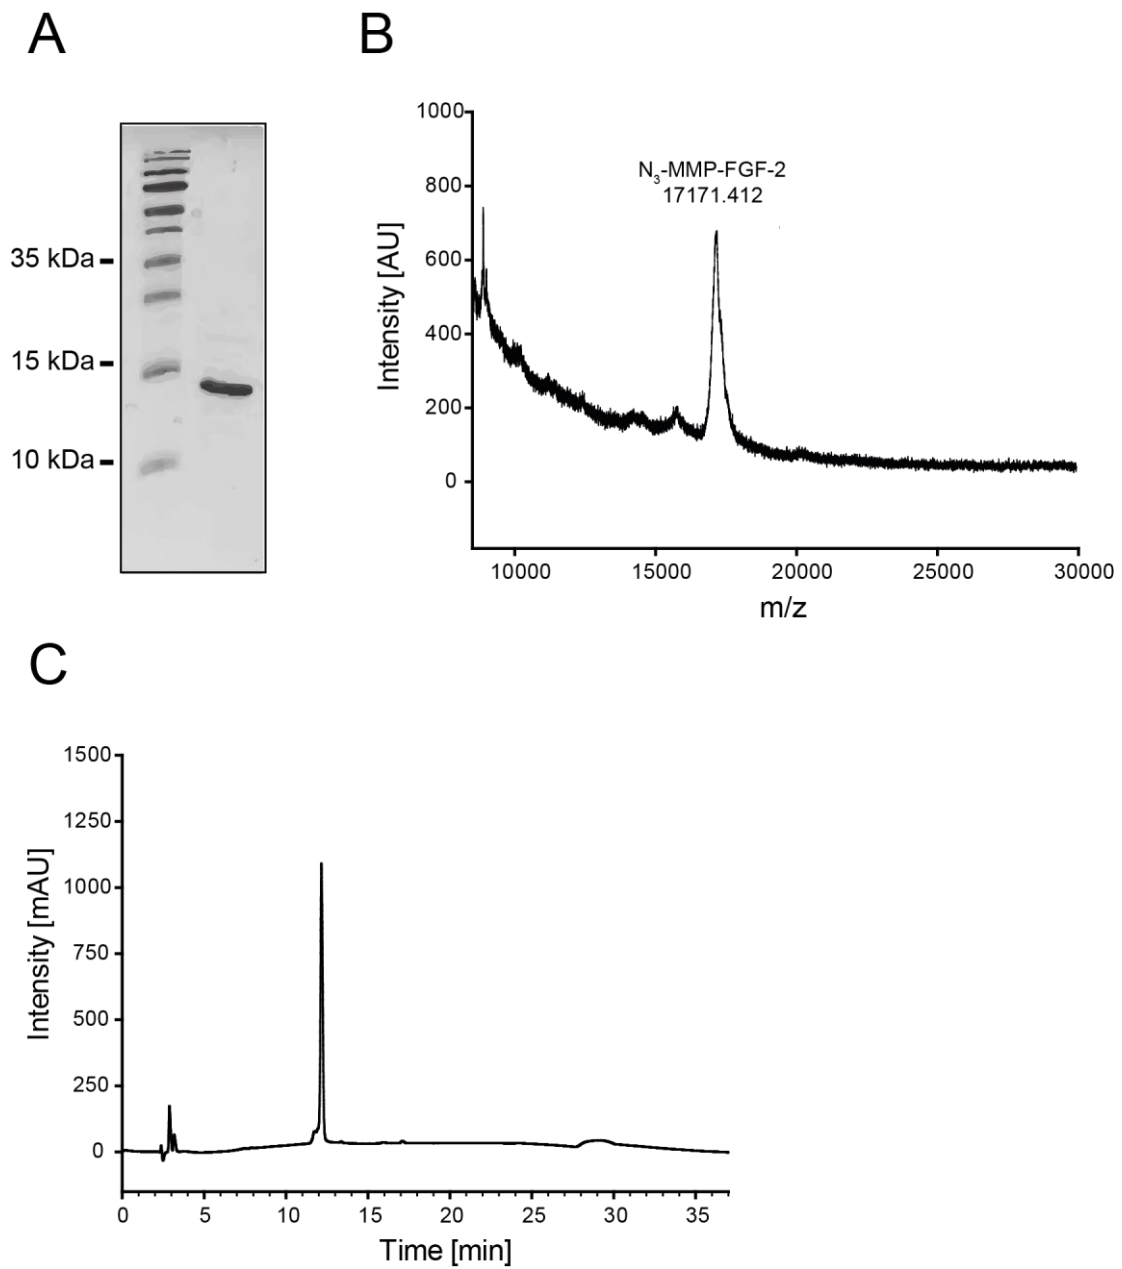 A
B
35 kDa
15 kDa
10 kDa
1000
800
600
400
200
0
Intensity [AU]
N₃-MMP-FGF-2
17171.412
10000 15000 20000 25000 30000
m/z
C
1500
1250
1000
750
500
250
0
Intensity [mAU]
0 5 10 15 20 25 30 35
Time [min]